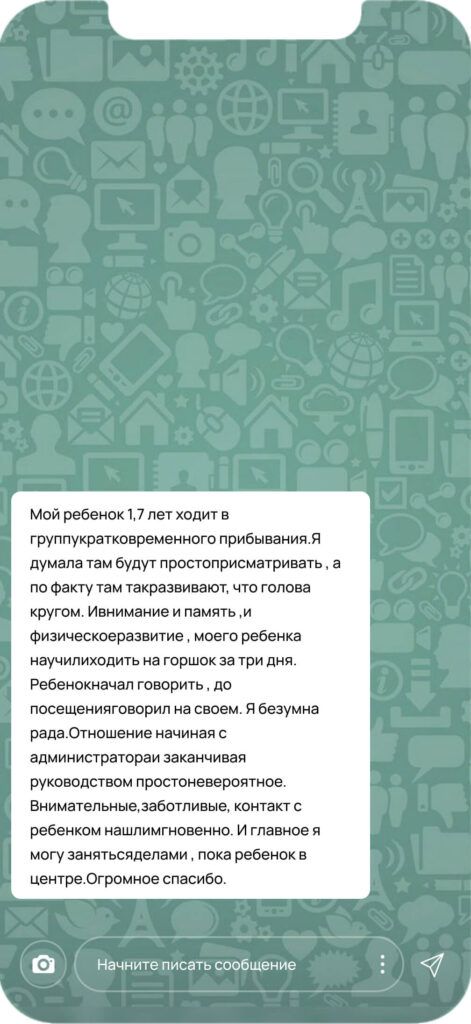 Мой ребенок 1,7 лет ходит в
группукратковременного прибывания.Я
думала там будут простоприсматривать , а
по факту там такразвивают, что голова
кругом. Ивнимание и память ,и
физическоеразвитие , моего ребенка
научилиходить на горшок за три дня.
Ребенокначал говорить , до
посещенияговорил на своем. Я безумна
рада.Отношение начиная с
администратораи заканчивая
руководством простоневероятное.
Внимательные,заботливые, контакт с
ребенком нашлимгновенно. И главное я
могу занятьсяделами , пока ребенок в
центре.Огромное спасибо.
Начните писать сообщение